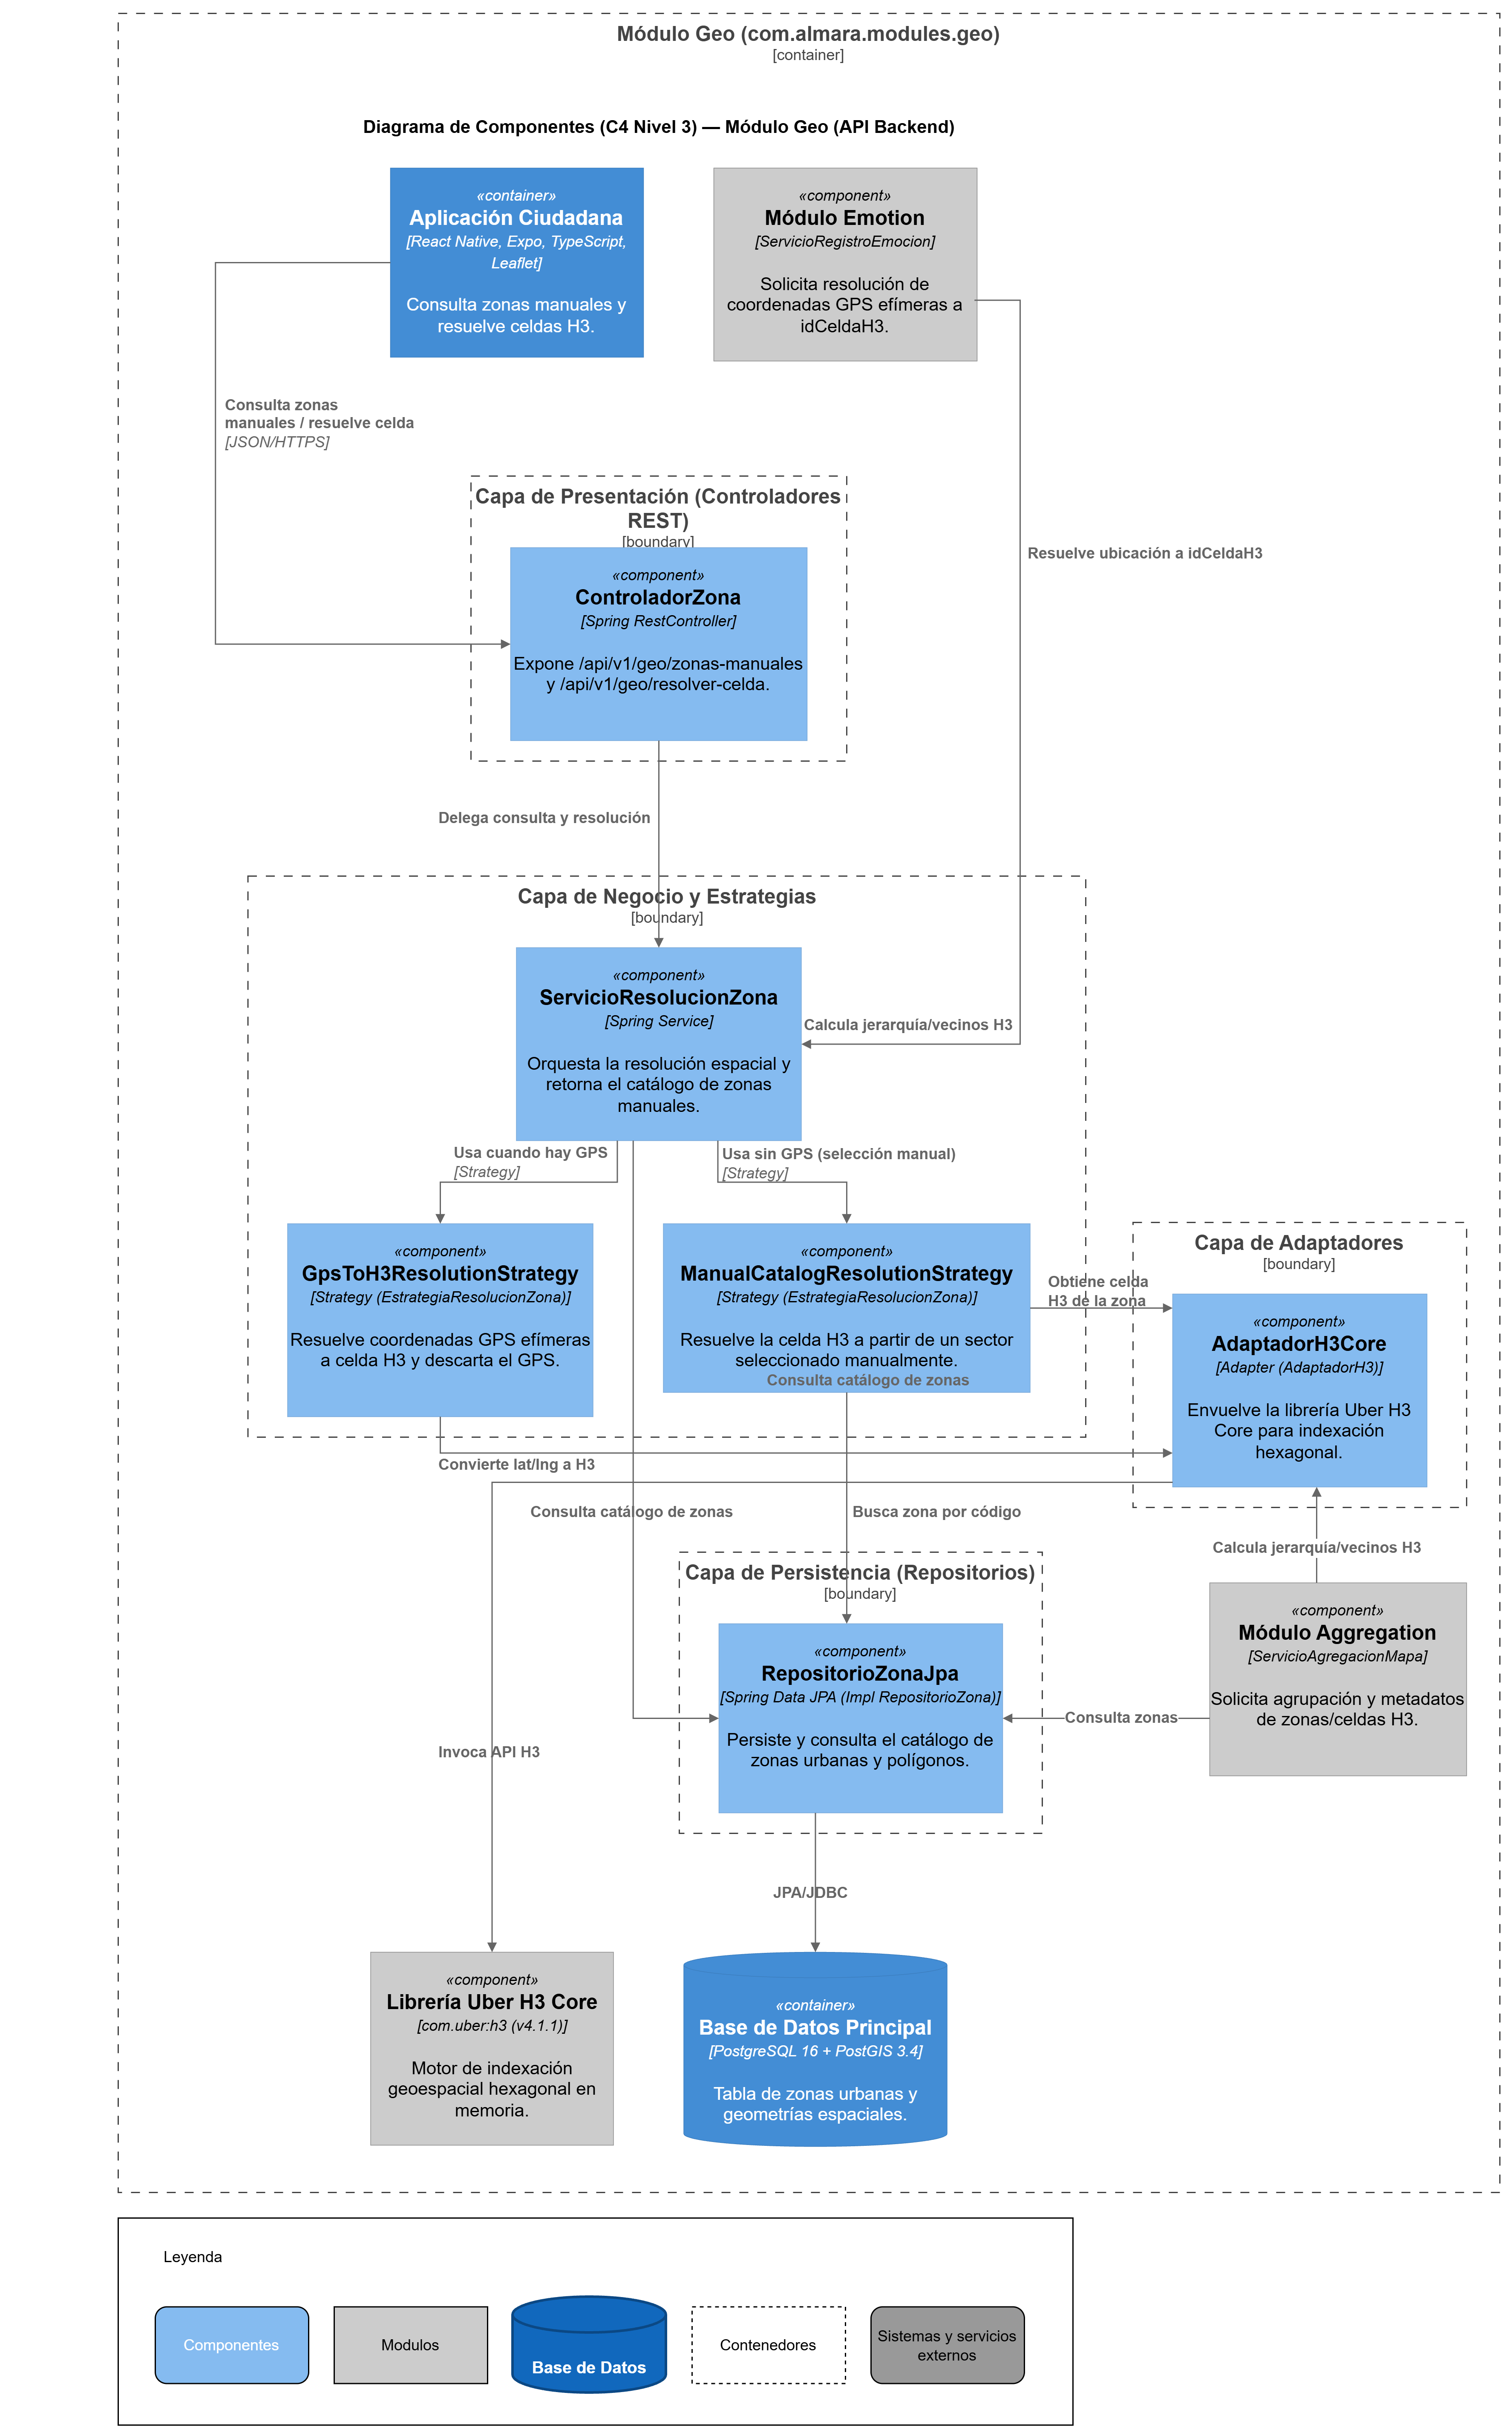 Módulo Geo (com.almara.modules.geo)
[container]
Diagrama de Componentes (C4 Nivel 3) — Módulo Geo (API Backend)
«container»
Aplicación Ciudadana
[React Native, Expo, TypeScript,
Leaflet]
Consulta zonas manuales y
resuelve celdas H3.
«component»
Módulo Emotion
[ServicioRegistroEmocion]
Solicita resolución de
coordenadas GPS efímeras a
idCeldaH3.
Consulta zonas
manuales / resuelve celda
[JSON/HTTPS]
Capa de Presentación (Controladores
REST)
[boundary]
«component»
ControladorZona
[Spring RestController]
Expone /api/v1/geo/zonas-manuales
y /api/v1/geo/resolver-celda.
Resuelve ubicación a idCeldaH3
Delega consulta y resolución
Capa de Negocio y Estrategias
[boundary]
«component»
ServicioResolucionZona
[Spring Service]
Orquesta la resolución espacial y
retorna el catálogo de zonas
manuales.
Calcula jerarquía/vecinos H3
Usa cuando hay GPS
[Strategy]
Usa sin GPS (selección manual)
[Strategy]
«component»
GpsToH3ResolutionStrategy
[Strategy (EstrategiaResolucionZona)]
Resuelve coordenadas GPS efímeras
a celda H3 y descarta el GPS.
«component»
ManualCatalogResolutionStrategy
[Strategy (EstrategiaResolucionZona)]
Resuelve la celda H3 a partir de un sector
seleccionado manualmente.
Consulta catálogo de zonas
Obtiene celda
H3 de la zona
Capa de Adaptadores
[boundary]
«component»
AdaptadorH3Core
[Adapter (AdaptadorH3)]
Envuelve la librería Uber H3
Core para indexación
hexagonal.
Convierte lat/lng a H3
Consulta catálogo de zonas
Busca zona por código
Calcula jerarquía/vecinos H3
Capa de Persistencia (Repositorios)
[boundary]
«component»
RepositorioZonaJpa
[Spring Data JPA (Impl RepositorioZona)]
Persiste y consulta el catálogo de
zonas urbanas y polígonos.
Consulta zonas
«component»
Módulo Aggregation
[ServicioAgregacionMapa]
Solicita agrupación y metadatos
de zonas/celdas H3.
Invoca API H3
JPA/JDBC
«component»
Librería Uber H3 Core
[com.uber:h3 (v4.1.1)]
Motor de indexación
geoespacial hexagonal en
memoria.
«container»
Base de Datos Principal
[PostgreSQL 16 + PostGIS 3.4]
Tabla de zonas urbanas y
geometrías espaciales.
Leyenda
Componentes
Modulos
Base de Datos
Contenedores
Sistemas y servicios
externos